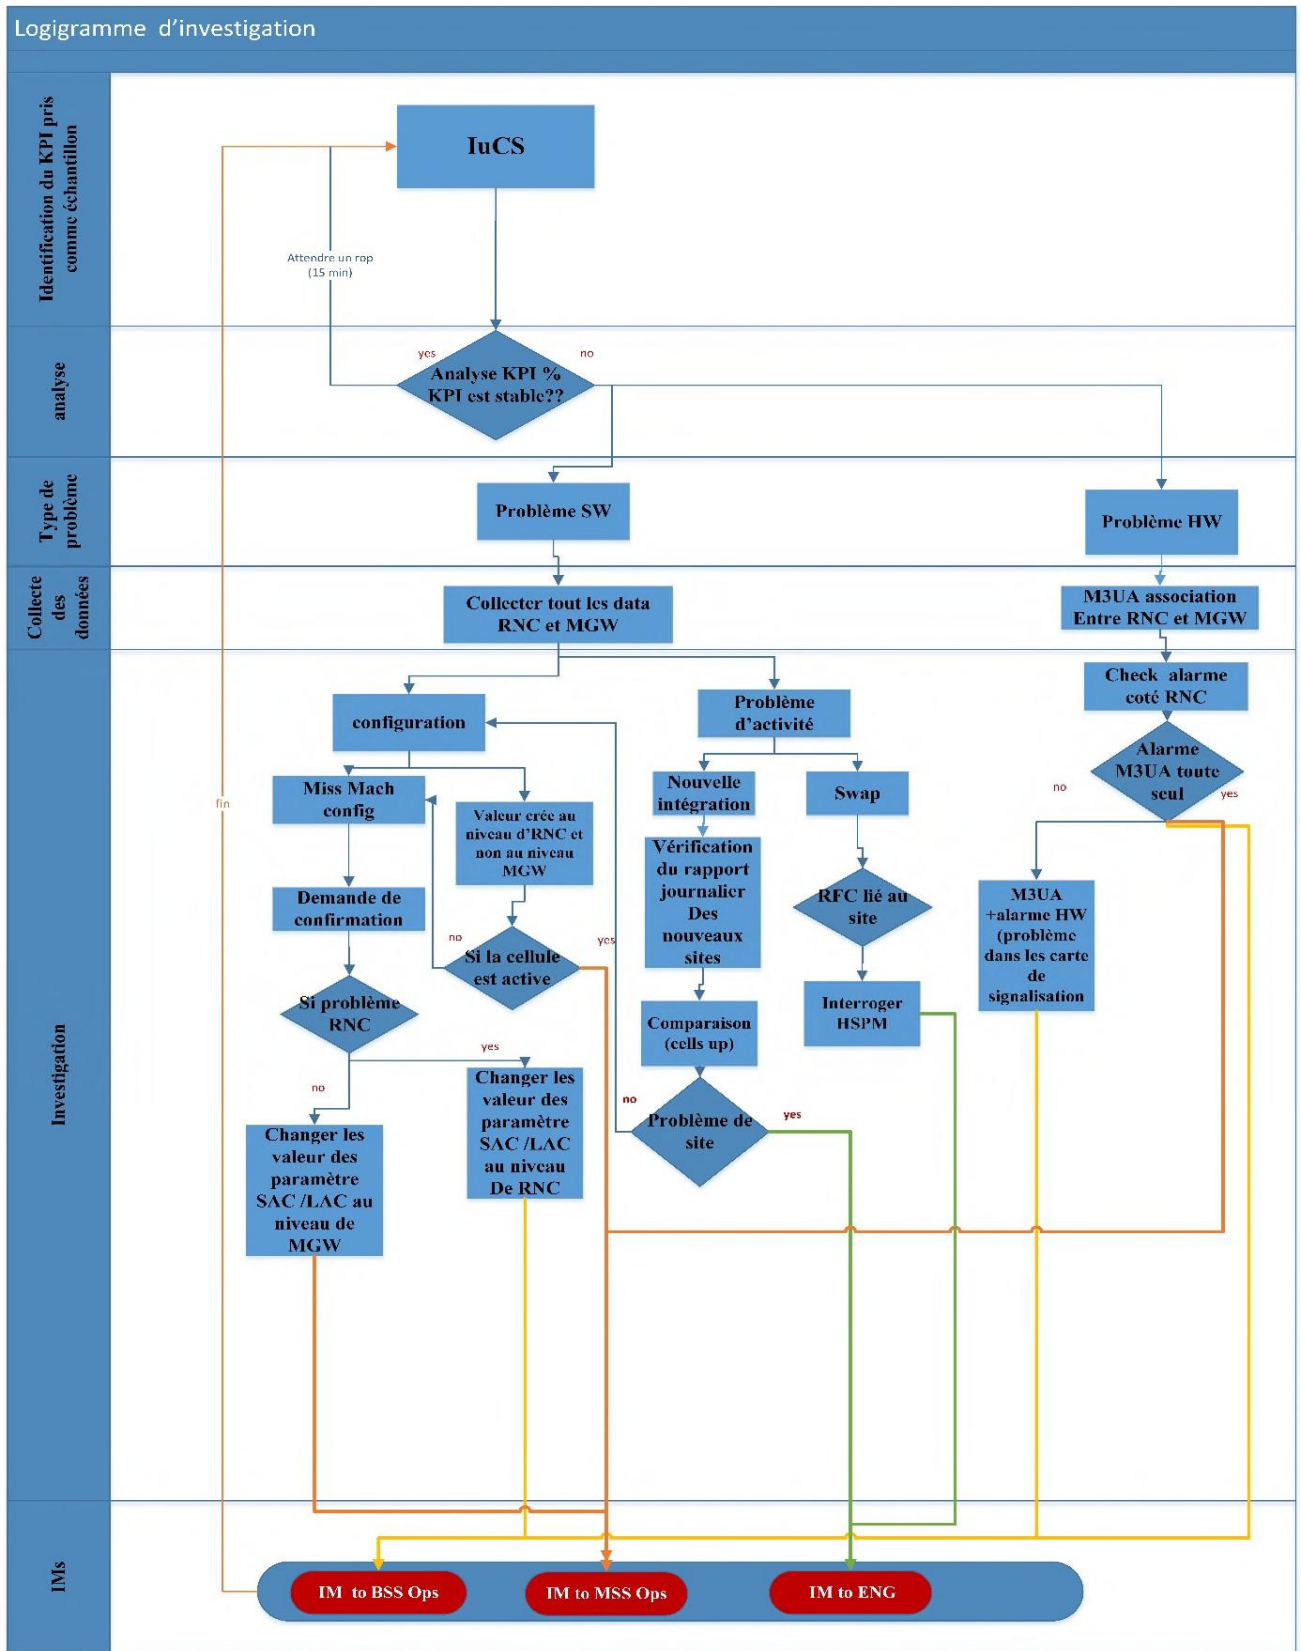 Logigramme d’investigation
Identification du KPI pris
comme échantillon
IuCS
Attendre un rop
(15 min)
analyse
yes
no
Analyse KPI %
KPI est stable??
Type de
problème
Problème SW
Problème HW
Collecte
des
données
Collecter tout les data
RNC et MGW
M3UA association
Entre RNC et MGW
Investigation
configuration
Problème
d’activité
Check alarme
coté RNC
Miss Mach
config
Valeur crée au
niveau d’RNC et
non au niveau
MGW
Nouvelle
intégration
Swap
Alarme
M3UA toute
seul
no
yes
fin
Demande de
confirmation
Vérification
du rapport
journalier
Des
nouveaux
sites
RFC lié au
site
M3UA
+alarme HW
(problème
dans les carte
de
signalisation
no
yes
Si la cellule
est active
Si problème
RNC
Comparaison
(cells up)
Interroger
HSPM
yes
no
Changer les
valeur des
paramètre
SAC /LAC
au niveau
De RNC
no
yes
Problème de
site
Changer les
valeur des
paramètre
SAC /LAC au
niveau de
MGW
IMs
IM to BSS Ops
IM to MSS Ops
IM to ENG